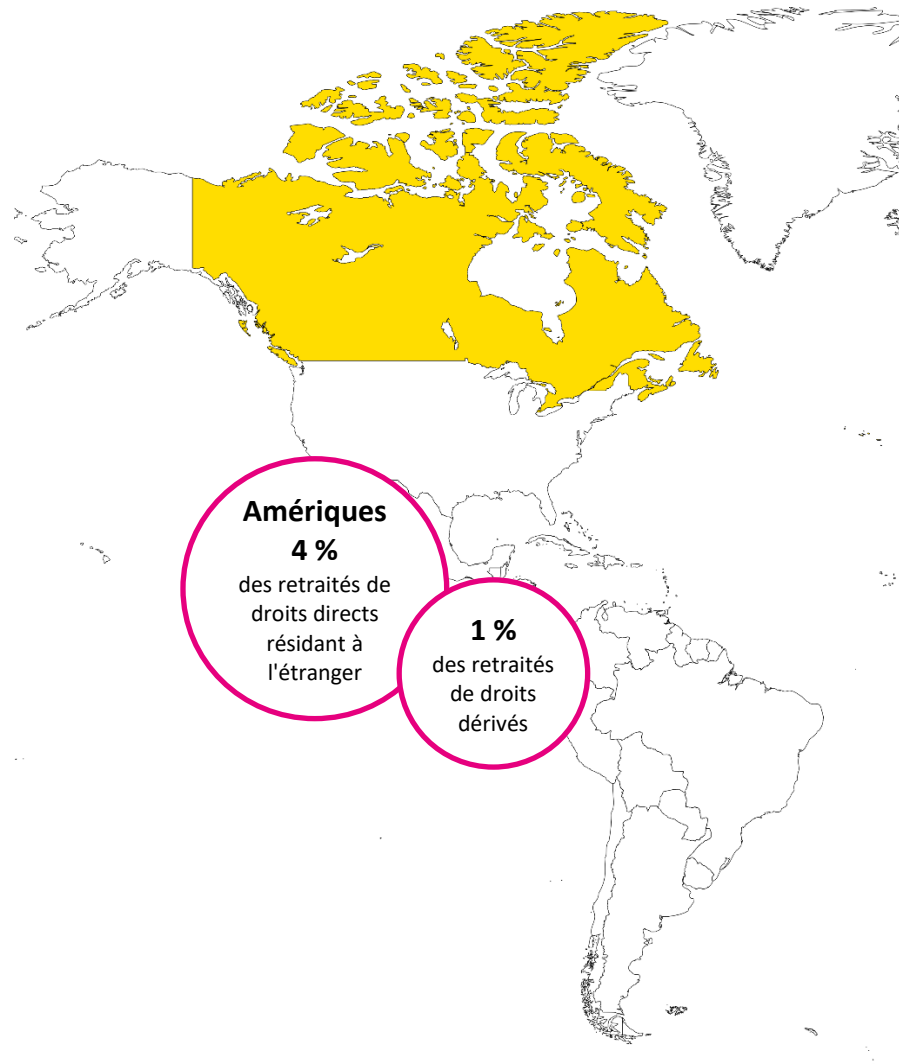 Amériques
4 %
des retraités de
droits directs
résidant à
l'étranger
1 %
des retraités
de droits
dérivés